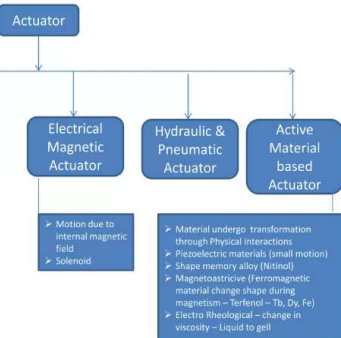 Actuator
Electrical
Magnetic
Actuator
Hydraulic &
Pneumatic
Actuator
Active
Material
based
Actuator
➢ Motion due to
internal magnetic
field
➢ Solenoid
➢ Material undergo transformation
through Physical interactions
➢ Piezoelectric materials (small motion)
➢ Shape memory alloy (Nitinol)
➢ Magnetoastricive (Ferromagnetic
material change shape during
magnetism – Terfenol – Tb, Dy, Fe)
➢ Electro Rheological – change in
viscosity – Liquid to gell